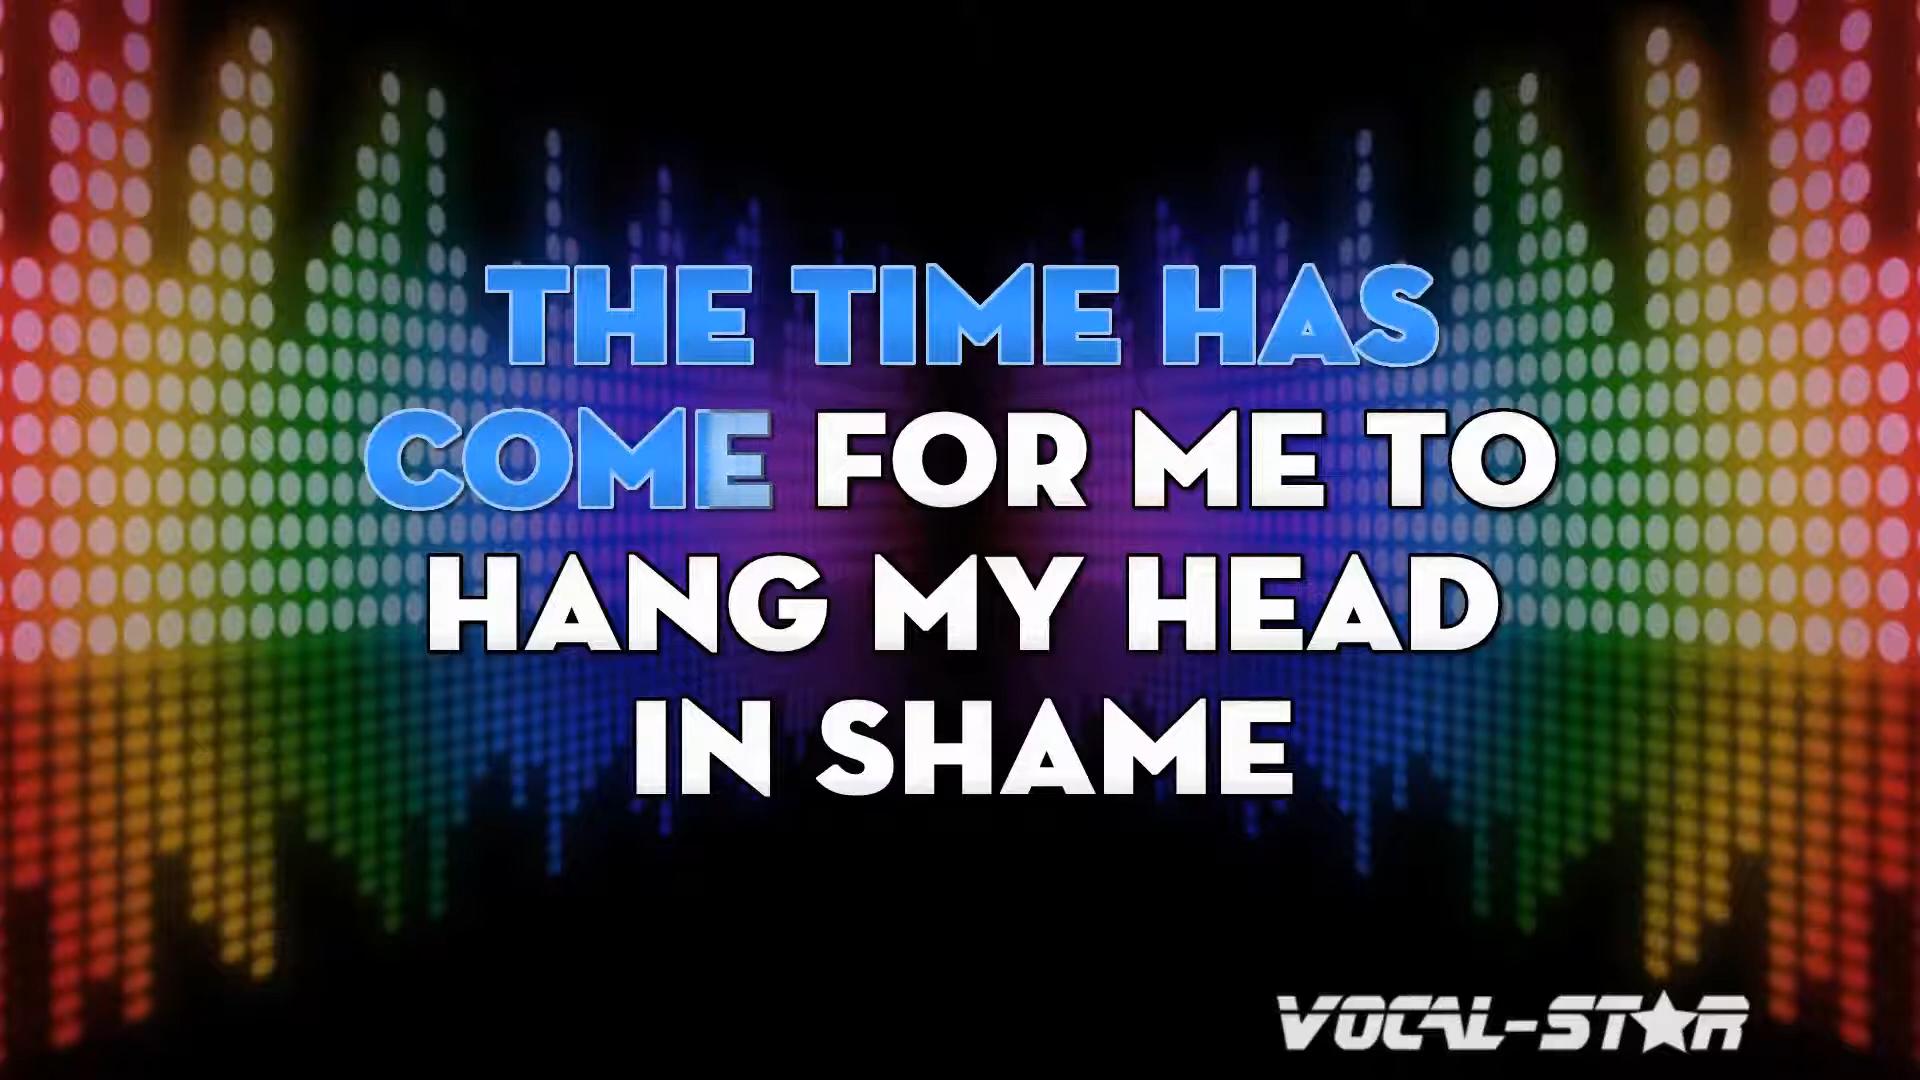 THE TIME HAS
COME FOR ME TO
HANG MY HEAD
IN SHAME
VOCAL-STAR